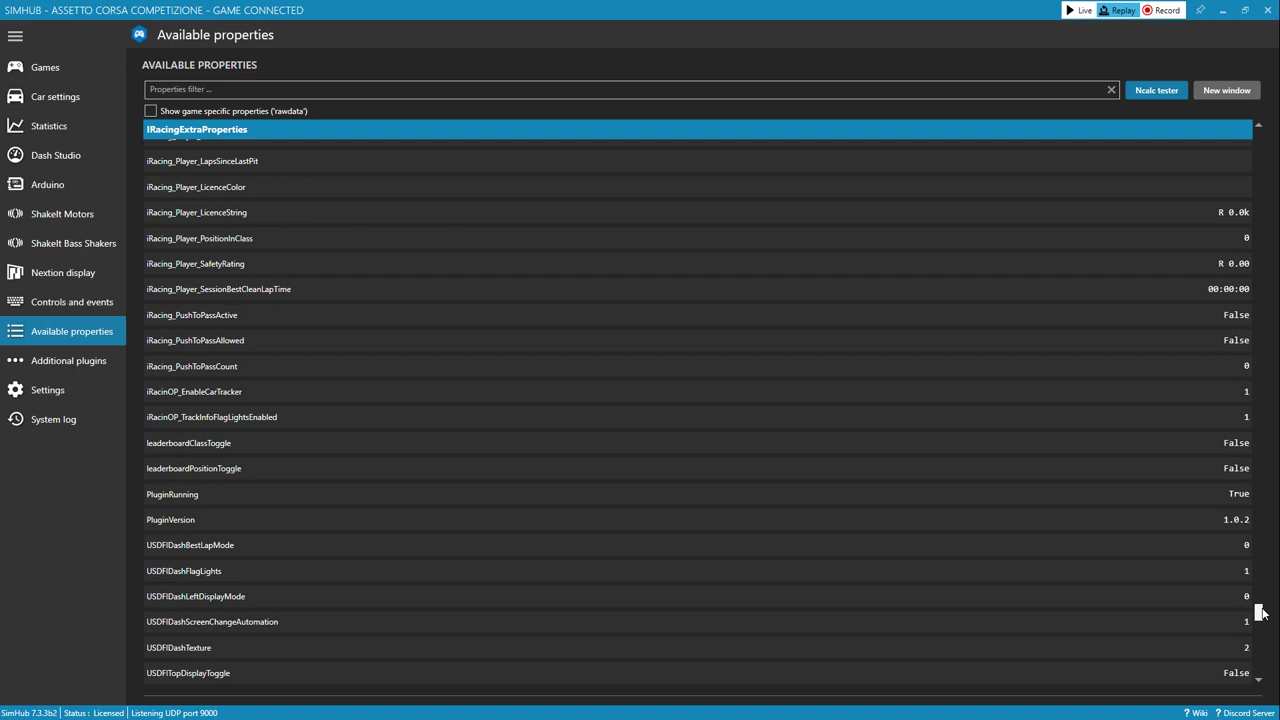 SIMHUB - ASSETTO CORSA COMPETIZIONE - GAME CONNECTED
Live
Replay
Record
Available properties
Games
Car settings
Statistics
Dash Studio
Arduino
ShakeIt Motors
ShakeIt Bass Shakers
Nextion display
Controls and events
Available properties
Additional plugins
Settings
System log
AVAILABLE PROPERTIES
Properties filter ...
Ncalc tester
New window
Show game specific properties ('rawdata')
IRacingExtraProperties
iRacing_Player_LapsSinceLastPit
iRacing_Player_LicenceColor
iRacing_Player_LicenceString R 0.0k
iRacing_Player_PositionInClass 0
iRacing_Player_SafetyRating R 0.00
iRacing_Player_SessionBestCleanLapTime 00:00:00
iRacing_PushToPassActive False
iRacing_PushToPassAllowed False
iRacing_PushToPassCount 0
iRacinOP_EnableCarTracker 1
iRacinOP_TrackInfoFlagLightsEnabled 1
leaderboardClassToggle False
leaderboardPositionToggle False
PluginRunning True
PluginVersion 1.0.2
USDFIDashBestLapMode 0
USDFIDashFlagLights 1
USDFIDashLeftDisplayMode 0
USDFIDashScreenChangeAutomation 1
USDFIDashTexture 2
USDFITopDisplayToggle False
SimHub 7.3.3b2 Status : Licensed Listening UDP port 9000
? Wiki ? Discord Server